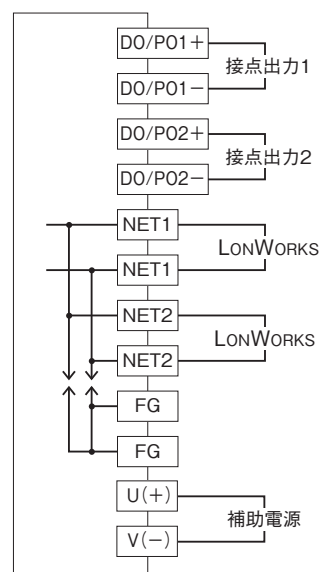 DO/PO1+
接点出力1
DO/PO1−
DO/PO2+
接点出力2
DO/PO2−
NET1
LONWORKS
NET1
NET2
LONWORKS
NET2
FG
FG
U(+)
補助電源
V(−)